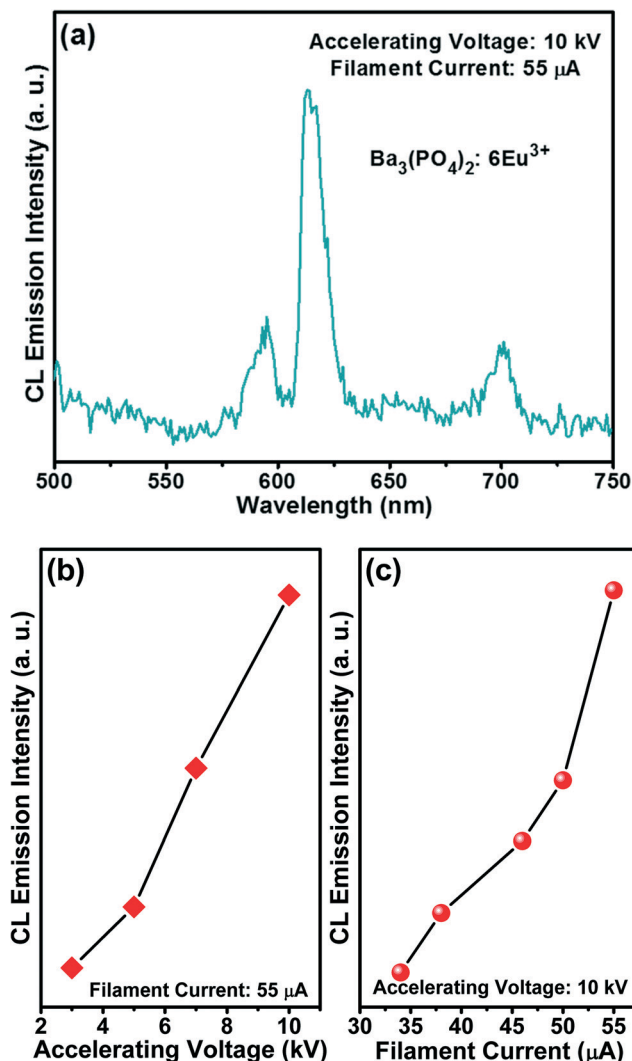 (a)
Accelerating Voltage: 10 kV
Filament Current: 55 μA
Ba₃(PO₄)₂: 6Eu³⁺
CL Emission Intensity (a. u.)
500 550 600 650 700 750
Wavelength (nm)
(b)
CL Emission Intensity (a. u.)
Filament Current: 55 μA
2 4 6 8 10
Accelerating Voltage (kV)
(c)
CL Emission Intensity (a. u.)
Accelerating Voltage: 10 kV
30 35 40 45 50 55
Filament Current (μA)